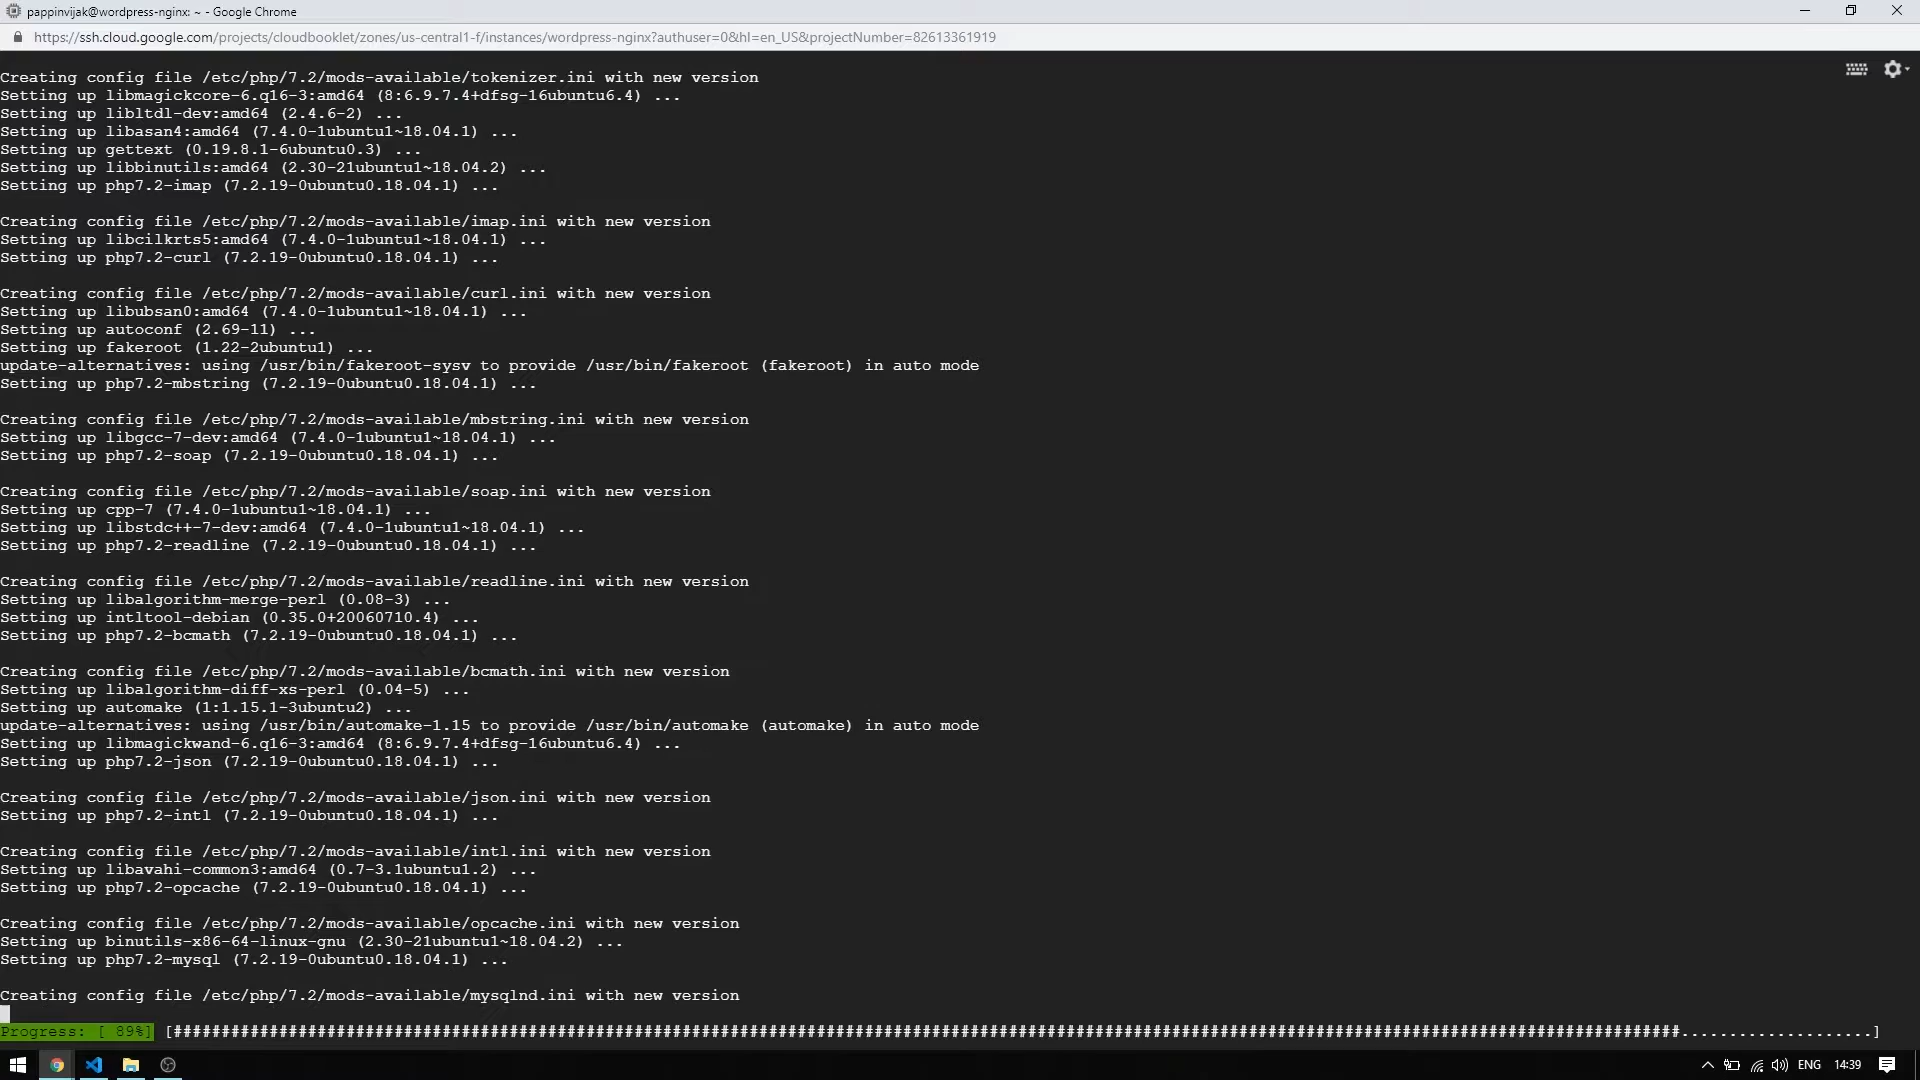 pappinvijak@wordpress-nginx: ~ - Google Chrome
https://ssh.cloud.google.com/projects/cloudbooklet/zones/us-central1-f/instances/wordpress-nginx?authuser=0&hl=en_US&projectNumber=82613361919
Creating config file /etc/php/7.2/mods-available/tokenizer.ini with new version
Setting up libmagickcore-6.q16-3:amd64 (8:6.9.7.4+dfsg-16ubuntu6.4) ...
Setting up libltdl-dev:amd64 (2.4.6-2) ...
Setting up libasan4:amd64 (7.4.0-1ubuntu1~18.04.1) ...
Setting up gettext (0.19.8.1-6ubuntu0.3) ...
Setting up libbinutils:amd64 (2.30-21ubuntu1~18.04.2) ...
Setting up php7.2-imap (7.2.19-0ubuntu0.18.04.1) ...
Creating config file /etc/php/7.2/mods-available/imap.ini with new version
Setting up libcilkrts5:amd64 (7.4.0-1ubuntu1~18.04.1) ...
Setting up php7.2-curl (7.2.19-0ubuntu0.18.04.1) ...
Creating config file /etc/php/7.2/mods-available/curl.ini with new version
Setting up libubsan0:amd64 (7.4.0-1ubuntu1~18.04.1) ...
Setting up autoconf (2.69-11) ...
Setting up fakeroot (1.22-2ubuntu1) ...
update-alternatives: using /usr/bin/fakeroot-sysv to provide /usr/bin/fakeroot (fakeroot) in auto mode
Setting up php7.2-mbstring (7.2.19-0ubuntu0.18.04.1) ...
Creating config file /etc/php/7.2/mods-available/mbstring.ini with new version
Setting up libgcc-7-dev:amd64 (7.4.0-1ubuntu1~18.04.1) ...
Setting up php7.2-soap (7.2.19-0ubuntu0.18.04.1) ...
Creating config file /etc/php/7.2/mods-available/soap.ini with new version
Setting up cpp-7 (7.4.0-1ubuntu1~18.04.1) ...
Setting up libstdc++-7-dev:amd64 (7.4.0-1ubuntu1~18.04.1) ...
Setting up php7.2-readline (7.2.19-0ubuntu0.18.04.1) ...
Creating config file /etc/php/7.2/mods-available/readline.ini with new version
Setting up libalgorithm-merge-perl (0.08-3) ...
Setting up intltool-debian (0.35.0+20060710.4) ...
Setting up php7.2-bcmath (7.2.19-0ubuntu0.18.04.1) ...
Creating config file /etc/php/7.2/mods-available/bcmath.ini with new version
Setting up libalgorithm-diff-xs-perl (0.04-5) ...
Setting up automake (1:1.15.1-3ubuntu2) ...
update-alternatives: using /usr/bin/automake-1.15 to provide /usr/bin/automake (automake) in auto mode
Setting up libmagickwand-6.q16-3:amd64 (8:6.9.7.4+dfsg-16ubuntu6.4) ...
Setting up php7.2-json (7.2.19-0ubuntu0.18.04.1) ...
Creating config file /etc/php/7.2/mods-available/json.ini with new version
Setting up php7.2-intl (7.2.19-0ubuntu0.18.04.1) ...
Creating config file /etc/php/7.2/mods-available/intl.ini with new version
Setting up libavahi-common3:amd64 (0.7-3.1ubuntu1.2) ...
Setting up php7.2-opcache (7.2.19-0ubuntu0.18.04.1) ...
Creating config file /etc/php/7.2/mods-available/opcache.ini with new version
Setting up binutils-x86-64-linux-gnu (2.30-21ubuntu1~18.04.2) ...
Setting up php7.2-mysql (7.2.19-0ubuntu0.18.04.1) ...
Creating config file /etc/php/7.2/mods-available/mysqlnd.ini with new version
Progress: [ 89%] [#############################################################################################################################################################....................]
ENG 14:39